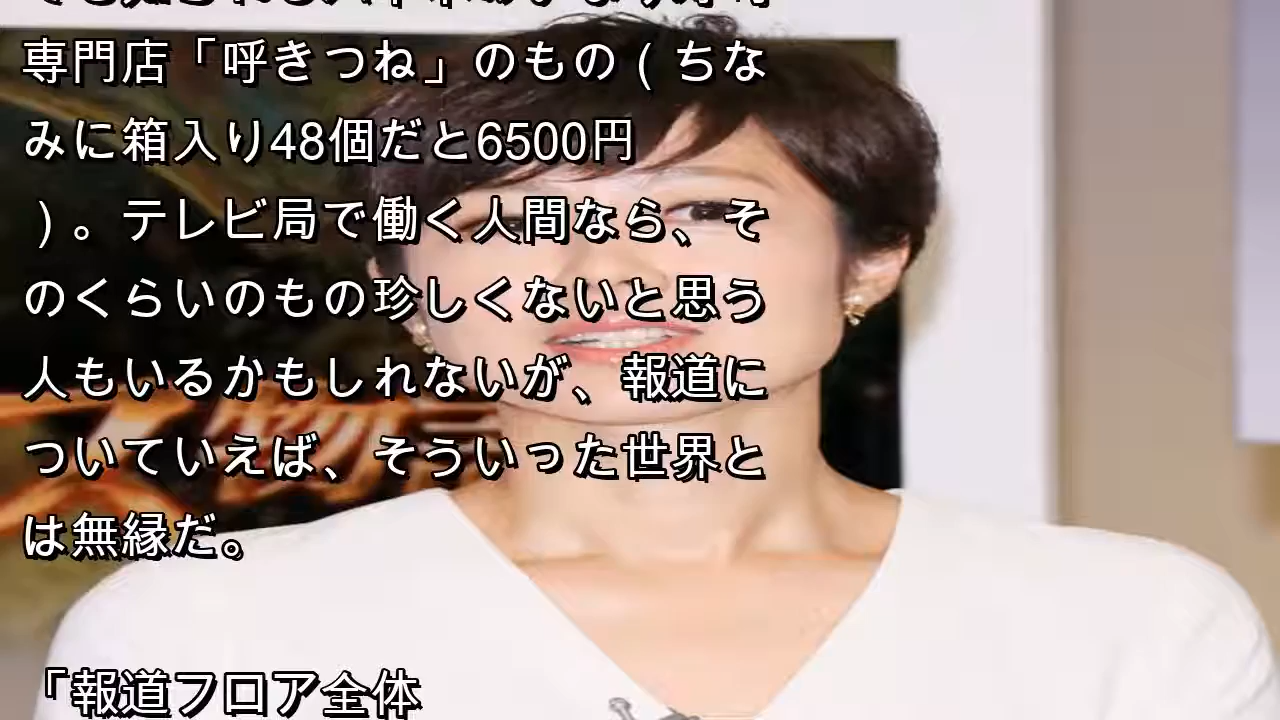 専門店「呼きつね」のもの（ちな
みに箱入り48個だと6500円
）。テレビ局で働く人間なら、そ
のくらいのもの珍しくないと思う
人もいるかもしれないが、報道に
ついていえば、そういった世界と
は無縁だ。
「報道フロア全体